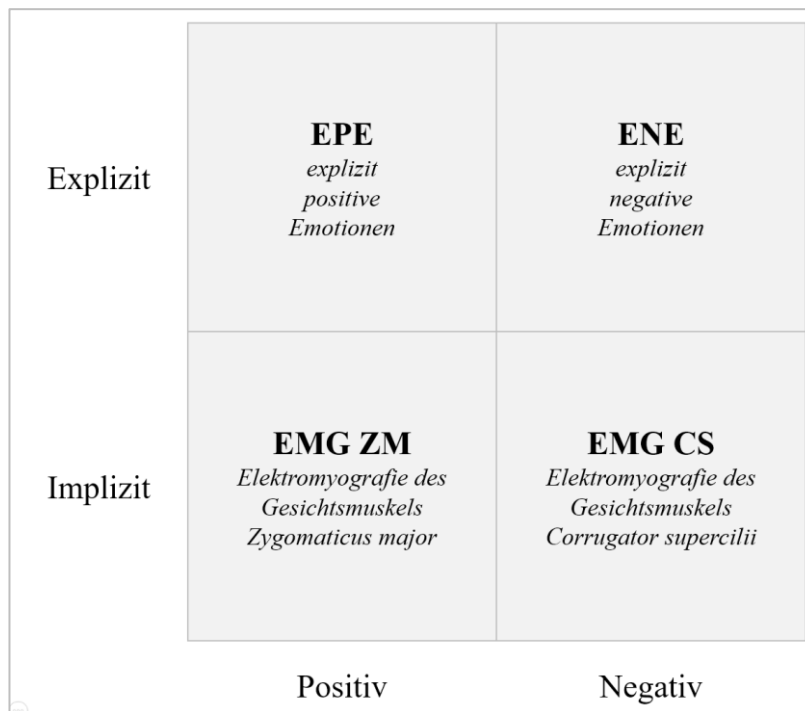 Explizit
EPE
explizit
positive
Emotionen
ENE
explizit
negative
Emotionen
Implizit
EMG ZM
Elektromyografie des
Gesichtsmuskels
Zygomaticus major
EMG CS
Elektromyografie des
Gesichtsmuskels
Corrugator supercilii
Positiv
Negativ